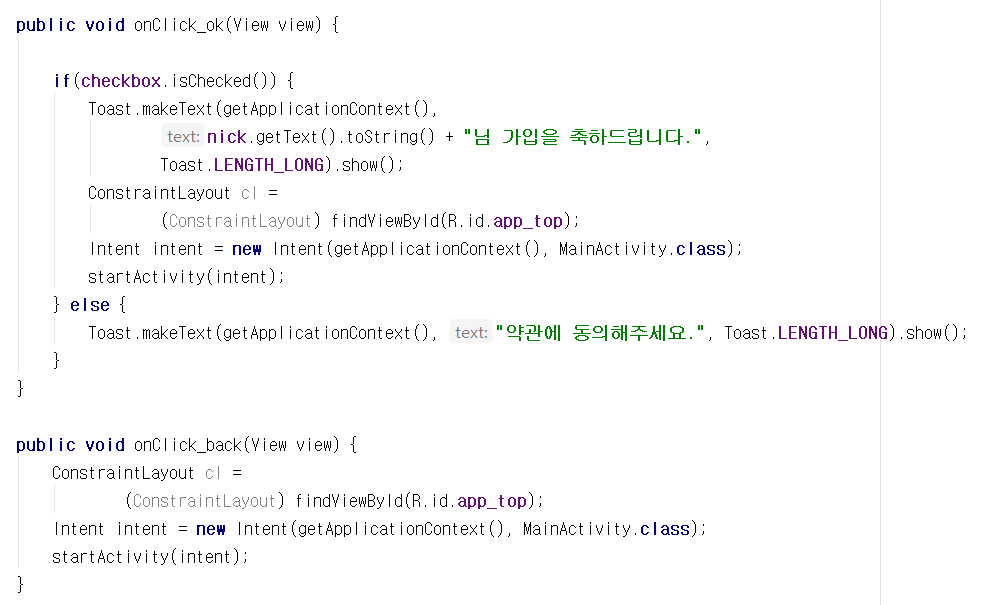 public void onClick_ok(View view) {
if(checkbox.isChecked()) {
Toast.makeText(getApplicationContext(),
text: nick.getText().toString() + "님 가입을 축하드립니다.",
Toast.LENGTH_LONG).show();
ConstraintLayout cl =
(ConstraintLayout) findViewById(R.id.app_top);
Intent intent = new Intent(getApplicationContext(), MainActivity.class);
startActivity(intent);
} else {
Toast.makeText(getApplicationContext(), text: "약관에 동의해주세요.", Toast.LENGTH_LONG).show();
}
}
public void onClick_back(View view) {
ConstraintLayout cl =
(ConstraintLayout) findViewById(R.id.app_top);
Intent intent = new Intent(getApplicationContext(), MainActivity.class);
startActivity(intent);
}